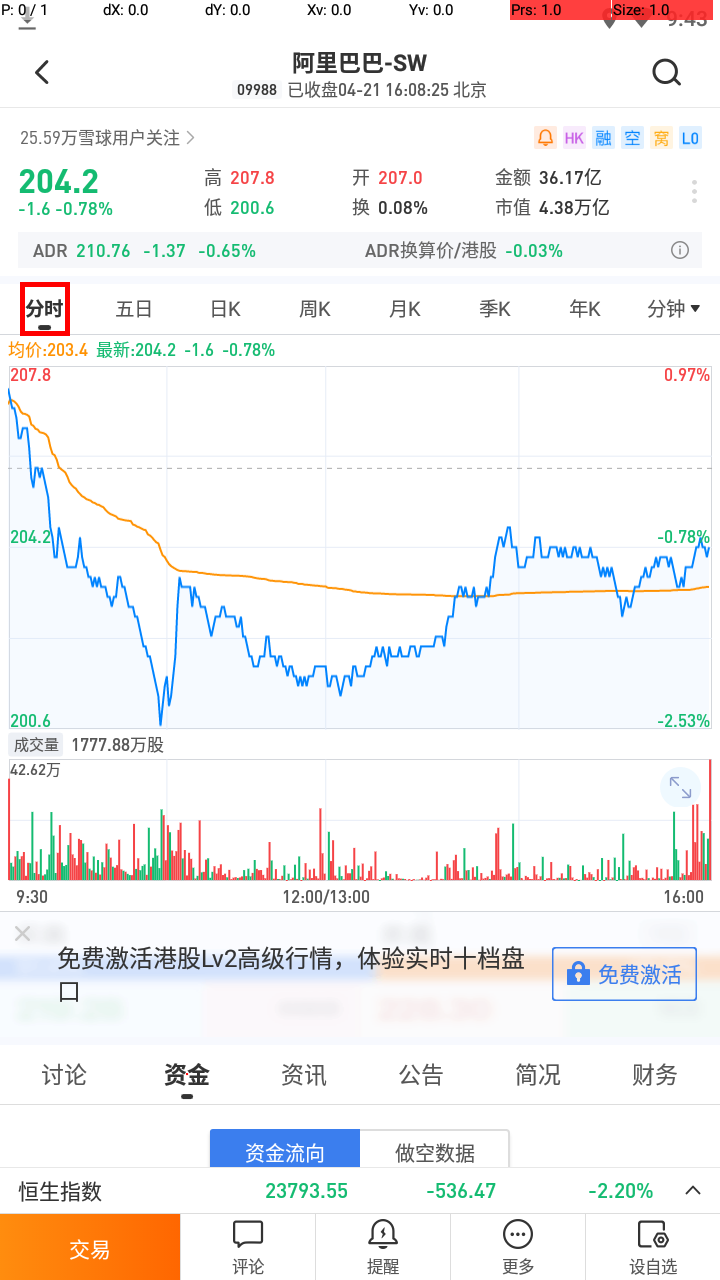 P: 0 / 1 dX: 0.0 dY: 0.0 Xv: 0.0 Yv: 0.0 Prs: 1.0 Size: 1.0
9:43
阿里巴巴-SW
09988 已收盘04-21 16:08:25 北京
25.59万雪球用户关注 HK 融 空 窝 L0
204.2 高 207.8 开 207.0 金额 36.17亿
-1.6 -0.78% 低 200.6 换 0.08% 市值 4.38万亿
ADR 210.76 -1.37 -0.65% ADR换算价/港股 -0.03%
分时 五日 日K 周K 月K 季K 年K 分钟
均价:203.4 最新:204.2 -1.6 -0.78%
207.8 0.97%
204.2 -0.78%
200.6 -2.53%
成交量 1777.88万股
42.62万
9:30 12:00/13:00 16:00
免费激活港股Lv2高级行情，体验实时十档盘
口
免费激活
讨论 资金 资讯 公告 简况 财务
资金流向 做空数据
恒生指数 23793.55 -536.47 -2.20%
交易 评论 提醒 更多 设自选